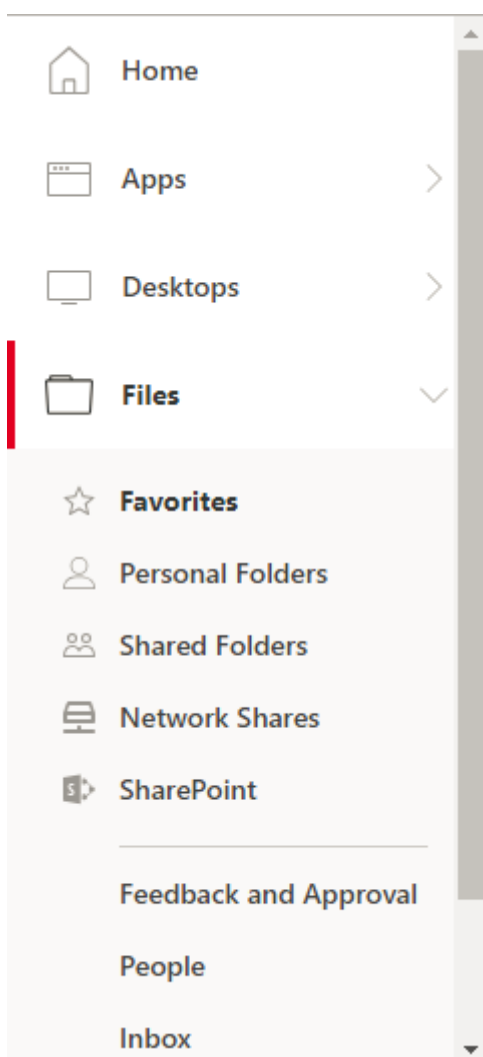 Home
Apps
Desktops
Files
Favorites
Personal Folders
Shared Folders
Network Shares
SharePoint
Feedback and Approval
People
Inbox